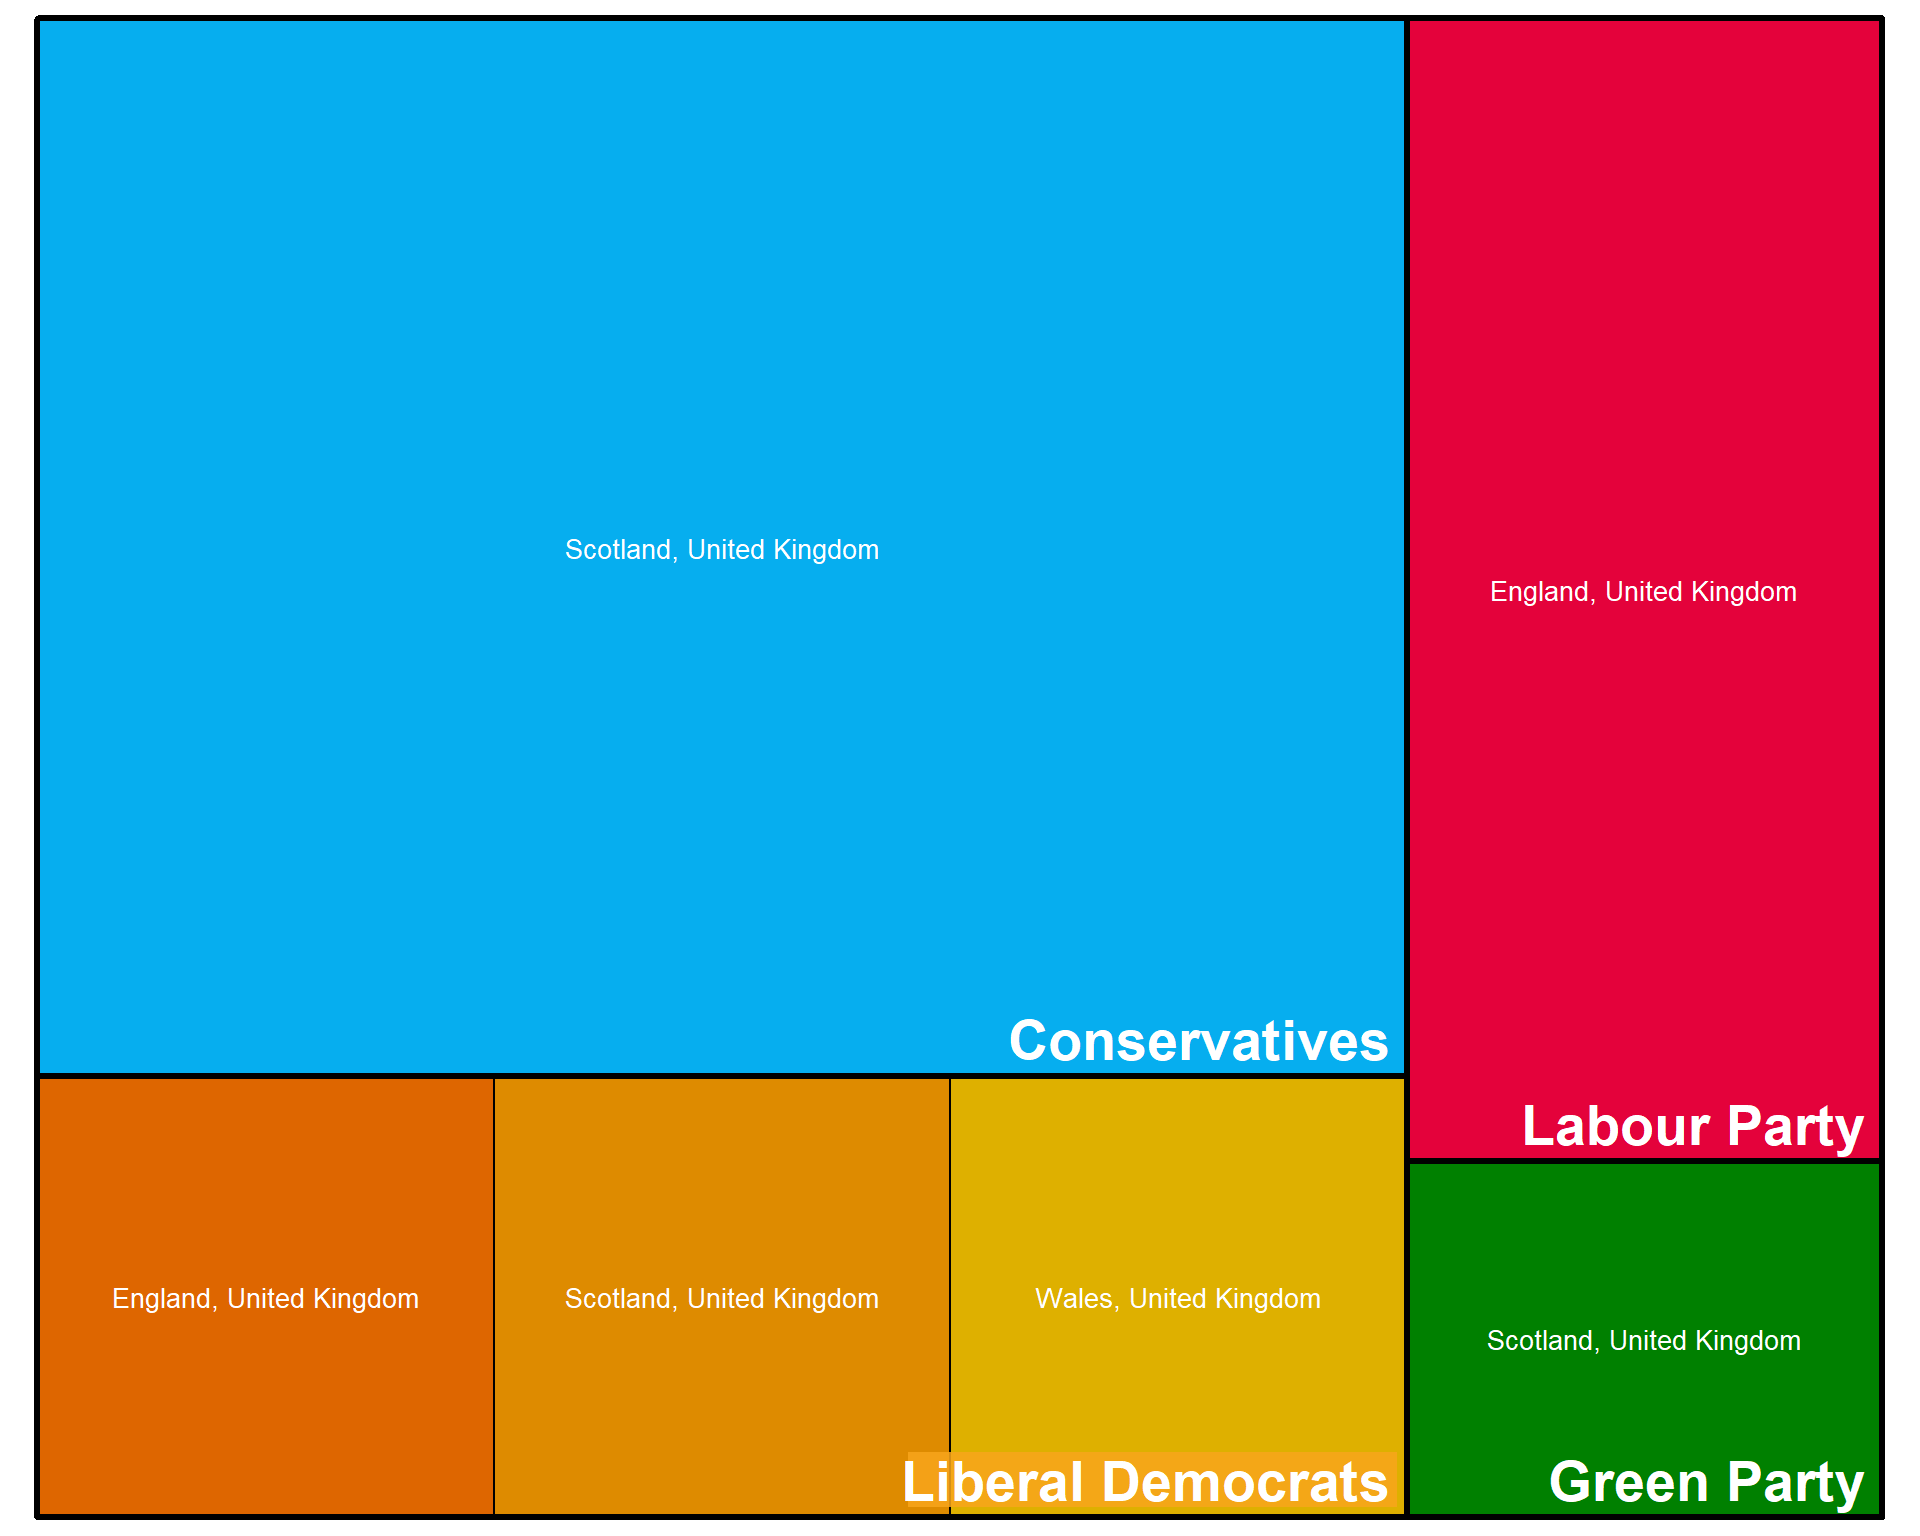 Scotland, United Kingdom
Conservatives
England, United Kingdom
Labour Party
England, United Kingdom
Scotland, United Kingdom
Wales, United Kingdom
Liberal Democrats
Scotland, United Kingdom
Green Party